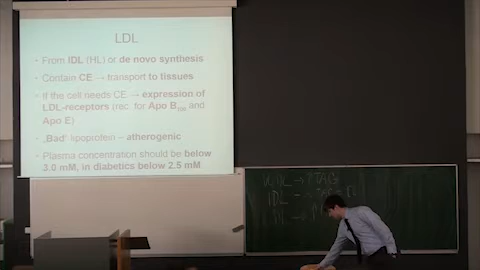 LDL
• From IDL (HL) or de novo synthesis
• Contain CE → transport to tissues
• If the cell needs CE → expression of
LDL-receptors (rec. for Apo B100 and
Apo E)
• „Bad“ lipoprotein – atherogenic
• Plasma concentration should be below
3.0 mM, in diabetics below 2.5 mM
IDL